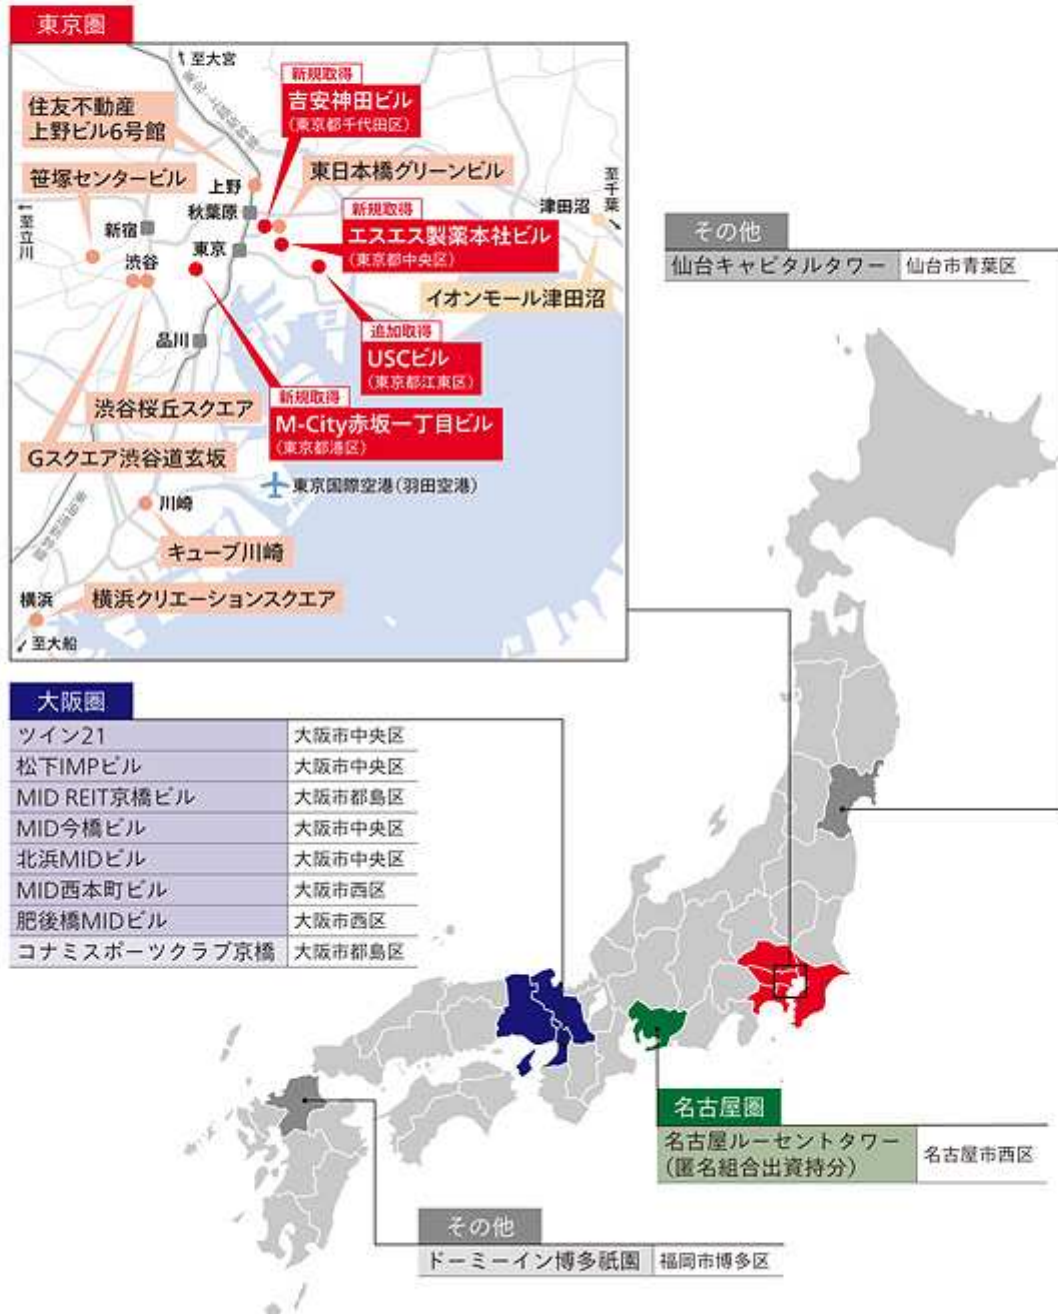 東京圏
至大宮
新規取得
吉安神田ビル
(東京都千代田区)
住友不動産
上野ビル6号館
笹塚センタービル
上野
東日本橋グリーンビル
至千葉
至立川
新宿
秋葉原
新規取得
エスエス製薬本社ビル
(東京都中央区)
津田沼
渋谷
東京
イオンモール津田沼
品川
追加取得
USCビル
(東京都江東区)
新規取得
M-City赤坂一丁目ビル
(東京都港区)
渋谷桜丘スクエア
Gスクエア渋谷道玄坂
東京国際空港(羽田空港)
川崎
キューブ川崎
横浜
横浜クリエーションスクエア
至大船
その他
仙台キャピタルタワー 仙台市青葉区
大阪圏
ツイン21 大阪市中央区
松下IMPビル 大阪市中央区
MID REIT京橋ビル 大阪市都島区
MID今橋ビル 大阪市中央区
北浜MIDビル 大阪市中央区
MID西本町ビル 大阪市西区
肥後橋MIDビル 大阪市西区
コナミスポーツクラブ京橋 大阪市都島区
名古屋圏
名古屋ルーセントタワー
(匿名組合出資持分) 名古屋市西区
その他
ドーミーイン博多祇園 福岡市博多区